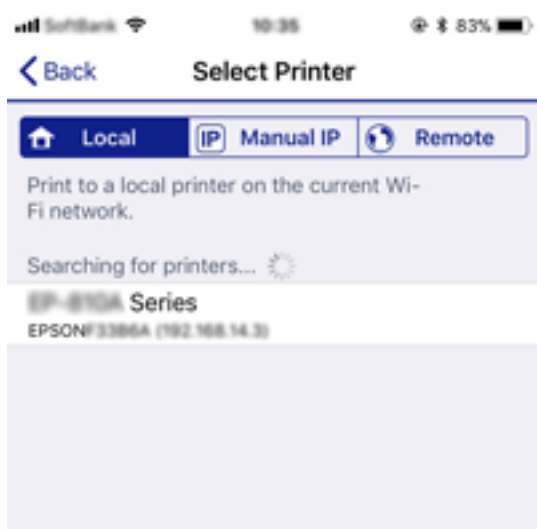 SoftBank 10:35 83%
Back Select Printer
Local IP Manual IP Remote
Print to a local printer on the current Wi-
Fi network.
Searching for printers...
Series
EPSON